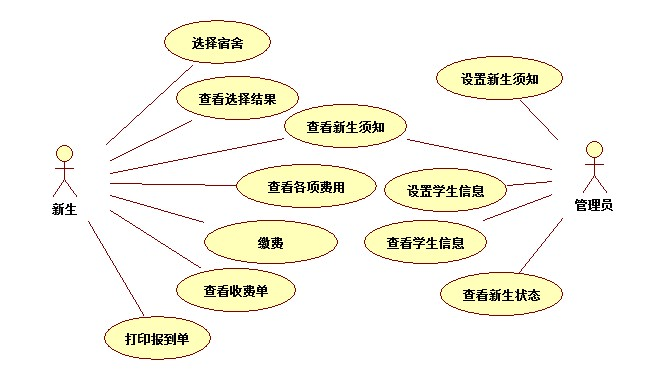 选择宿舍
设置新生须知
查看选择结果
查看新生须知
新生
管理员
查看各项费用
设置学生信息
缴费
查看学生信息
查看收费单
查看新生状态
打印报到单